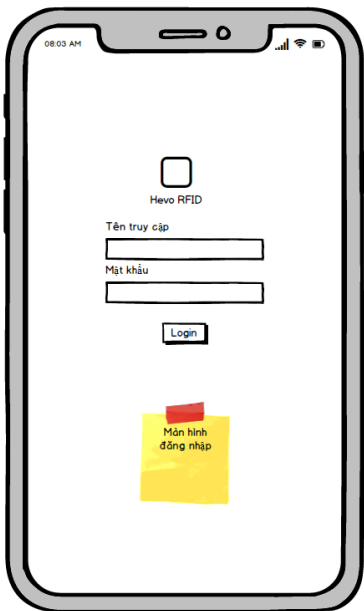 08:03 AM
Hevo RFID
Tên truy cập
Mật khẩu
Login
Màn hình
đăng nhập